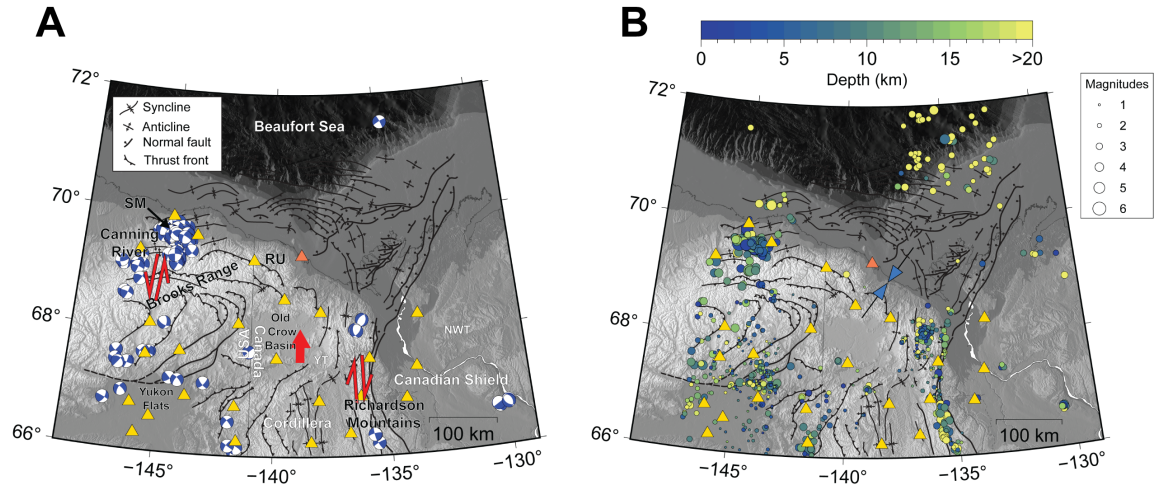 A
72°
70°
68°
66°
−145°
−140°
−135°
−130°
Syncline
Anticline
Normal fault
Thrust front
Beaufort Sea
SM
Canning
River
Brooks Range
RU
Old
Crow
Basin
USA
Canada
YT
NWT
Canadian Shield
Yukon
Flats
Cordillera
Richardson
Mountains
100 km
B
0
5
10
15
>20
Depth (km)
Magnitudes
1
2
3
4
5
6
72°
70°
68°
66°
−145°
−140°
−135°
−130°
100 km